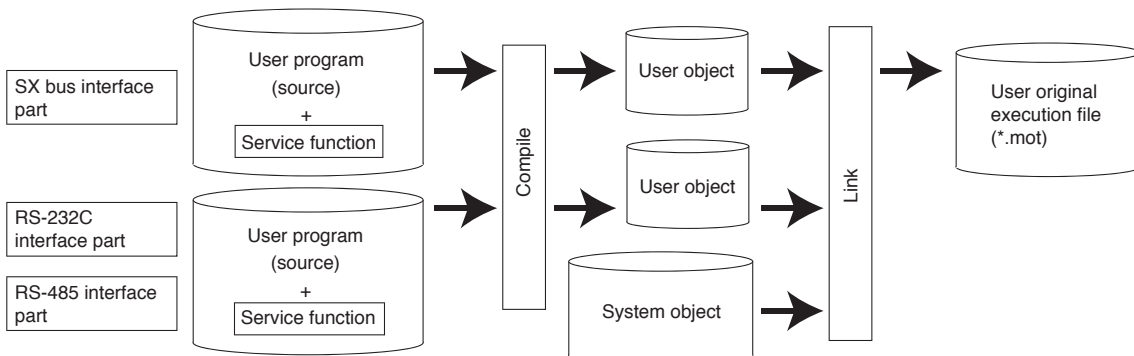 SX bus interface
part
User program
(source)
+
Service function
RS-232C
interface part
RS-485 interface
part
User program
(source)
+
Service function
Compile
User object
User object
System object
Link
User original
execution file
(*.mot)